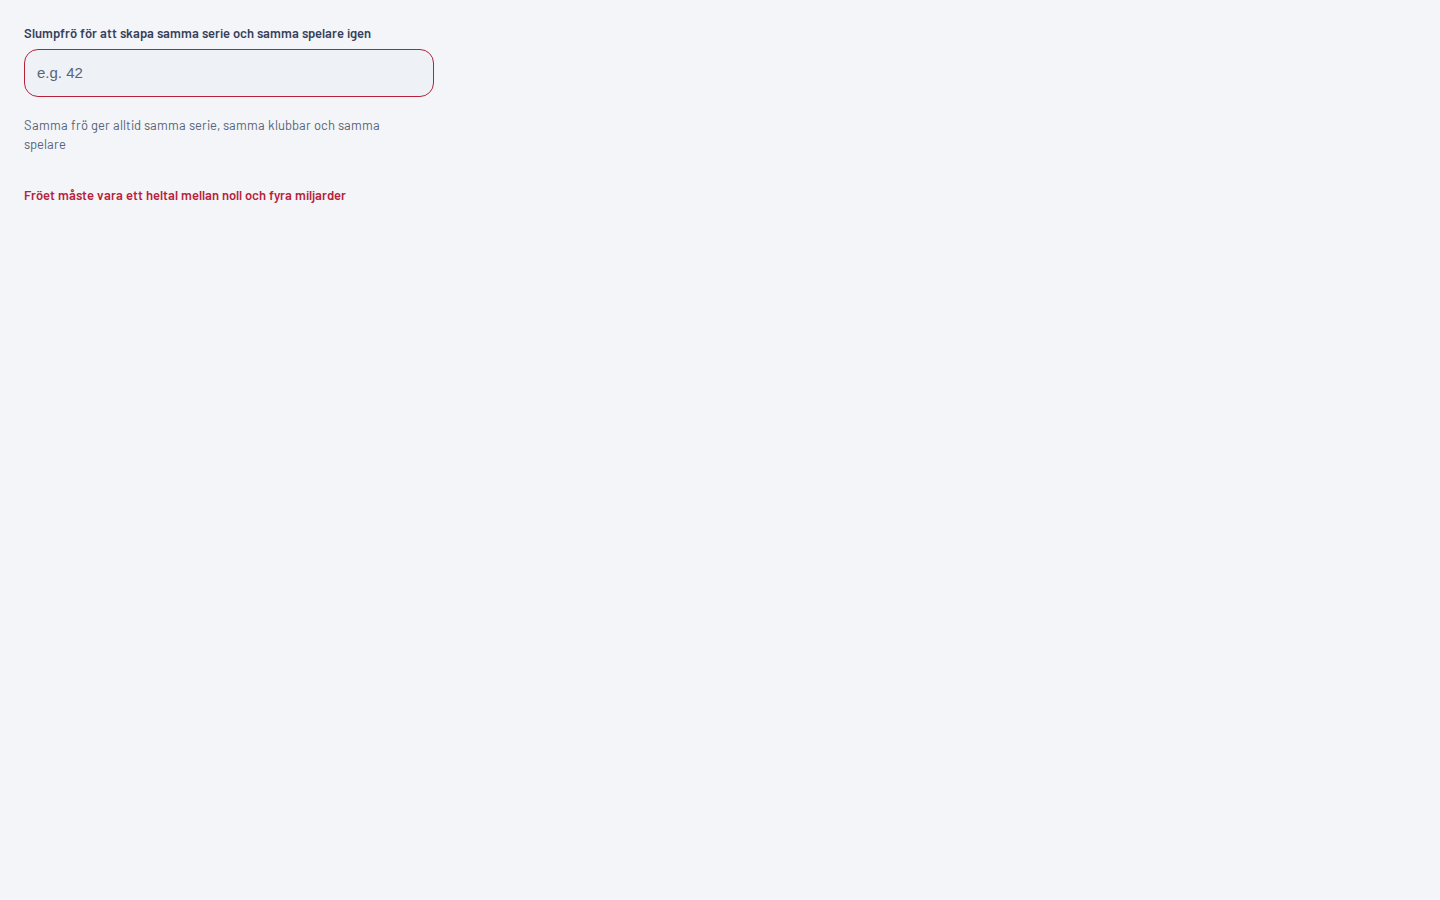 Slumpfrö för att skapa samma serie och samma spelare igen
e.g. 42
Samma frö ger alltid samma serie, samma klubbar och samma
spelare
Fröet måste vara ett heltal mellan noll och fyra miljarder